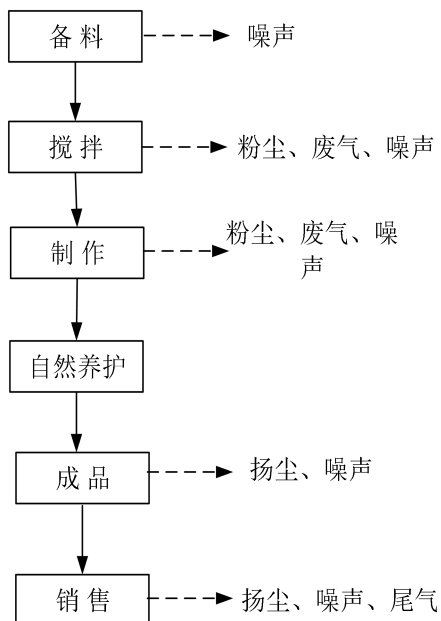 备料
噪声
搅拌
粉尘、废气、噪声
制作
粉尘、废气、噪
声
自然养护
成品
扬尘、噪声
销售
扬尘、噪声、尾气